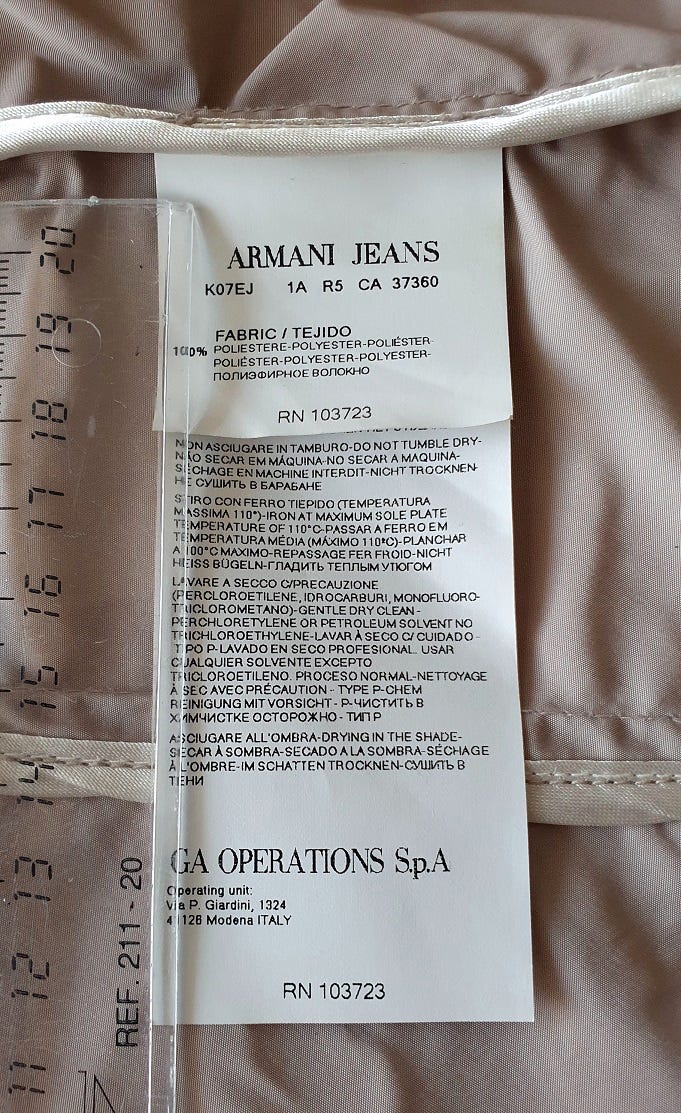 ARMANI JEANS
K07EJ 1A R5 CA 37360
FABRIC / TEJIDO
100% POLIESTERE-POLYESTER-POLIÉSTER-
POLIÉSTER-POLYESTER-POLYESTER-
ПОЛИЭФИРНОЕ ВОЛОКНО
RN 103723
NON ASCIUGARE IN TAMBURO-DO NOT TUMBLE DRY-
NÃO SECAR EM MÁQUINA-NO SECAR A MAQUINA-
SÉCHAGE EN MACHINE INTERDIT-NICHT TROCKNEN-
НЕ СУШИТЬ В БАРАБАНЕ
STIRO CON FERRO TIEPIDO (TEMPERATURA
MASSIMA 110°)-IRON AT MAXIMUM SOLE PLATE
TEMPERATURE OF 110°C-PASSAR A FERRO EM
TEMPERATURA MÉDIA (MÁXIMO 110°C)-PLANCHAR
A 100°C MAXIMO-REPASSAGE FER FROID-NICHT
HEISS BÜGELN-ГЛАДИТЬ ТЕПЛЫМ УТЮГОМ
LAVARE A SECCO C/PRECAUZIONE
(PERCLOROETILENE, IDROCARBURI, MONOFLUORO-
TRICLOROMETANO)-GENTLE DRY CLEAN -
PERCHLORETYLENE OR PETROLEUM SOLVENT NO
TRICHLOROETHYLENE-LAVAR À SECO C/ CUIDADO -
TIPO P-LAVADO EN SECO PROFESIONAL. USAR
CUALQUIER SOLVENTE EXCEPTO
TRICLOROETILENO. PROCESO NORMAL-NETTOYAGE
À SEC AVEC PRÉCAUTION - TYPE P-CHEM
REINIGUNG MIT VORSICHT - P-ЧИСТИТЬ В
ХИМЧИСТКЕ ОСТОРОЖНО - ТИП P
ASCIUGARE ALL'OMBRA-DRYING IN THE SHADE-
SECAR À SOMBRA-SECADO A LA SOMBRA-SÉCHAGE
À L'OMBRE-IM SCHATTEN TROCKNEN-СУШИТЬ В
ТЕНИ
GA OPERATIONS S.p.A
Operating unit:
Via P. Giardini, 1324
41126 Modena ITALY
RN 103723
20
19
18
17
16
15
14
13
12
11
REF. 211 - 20